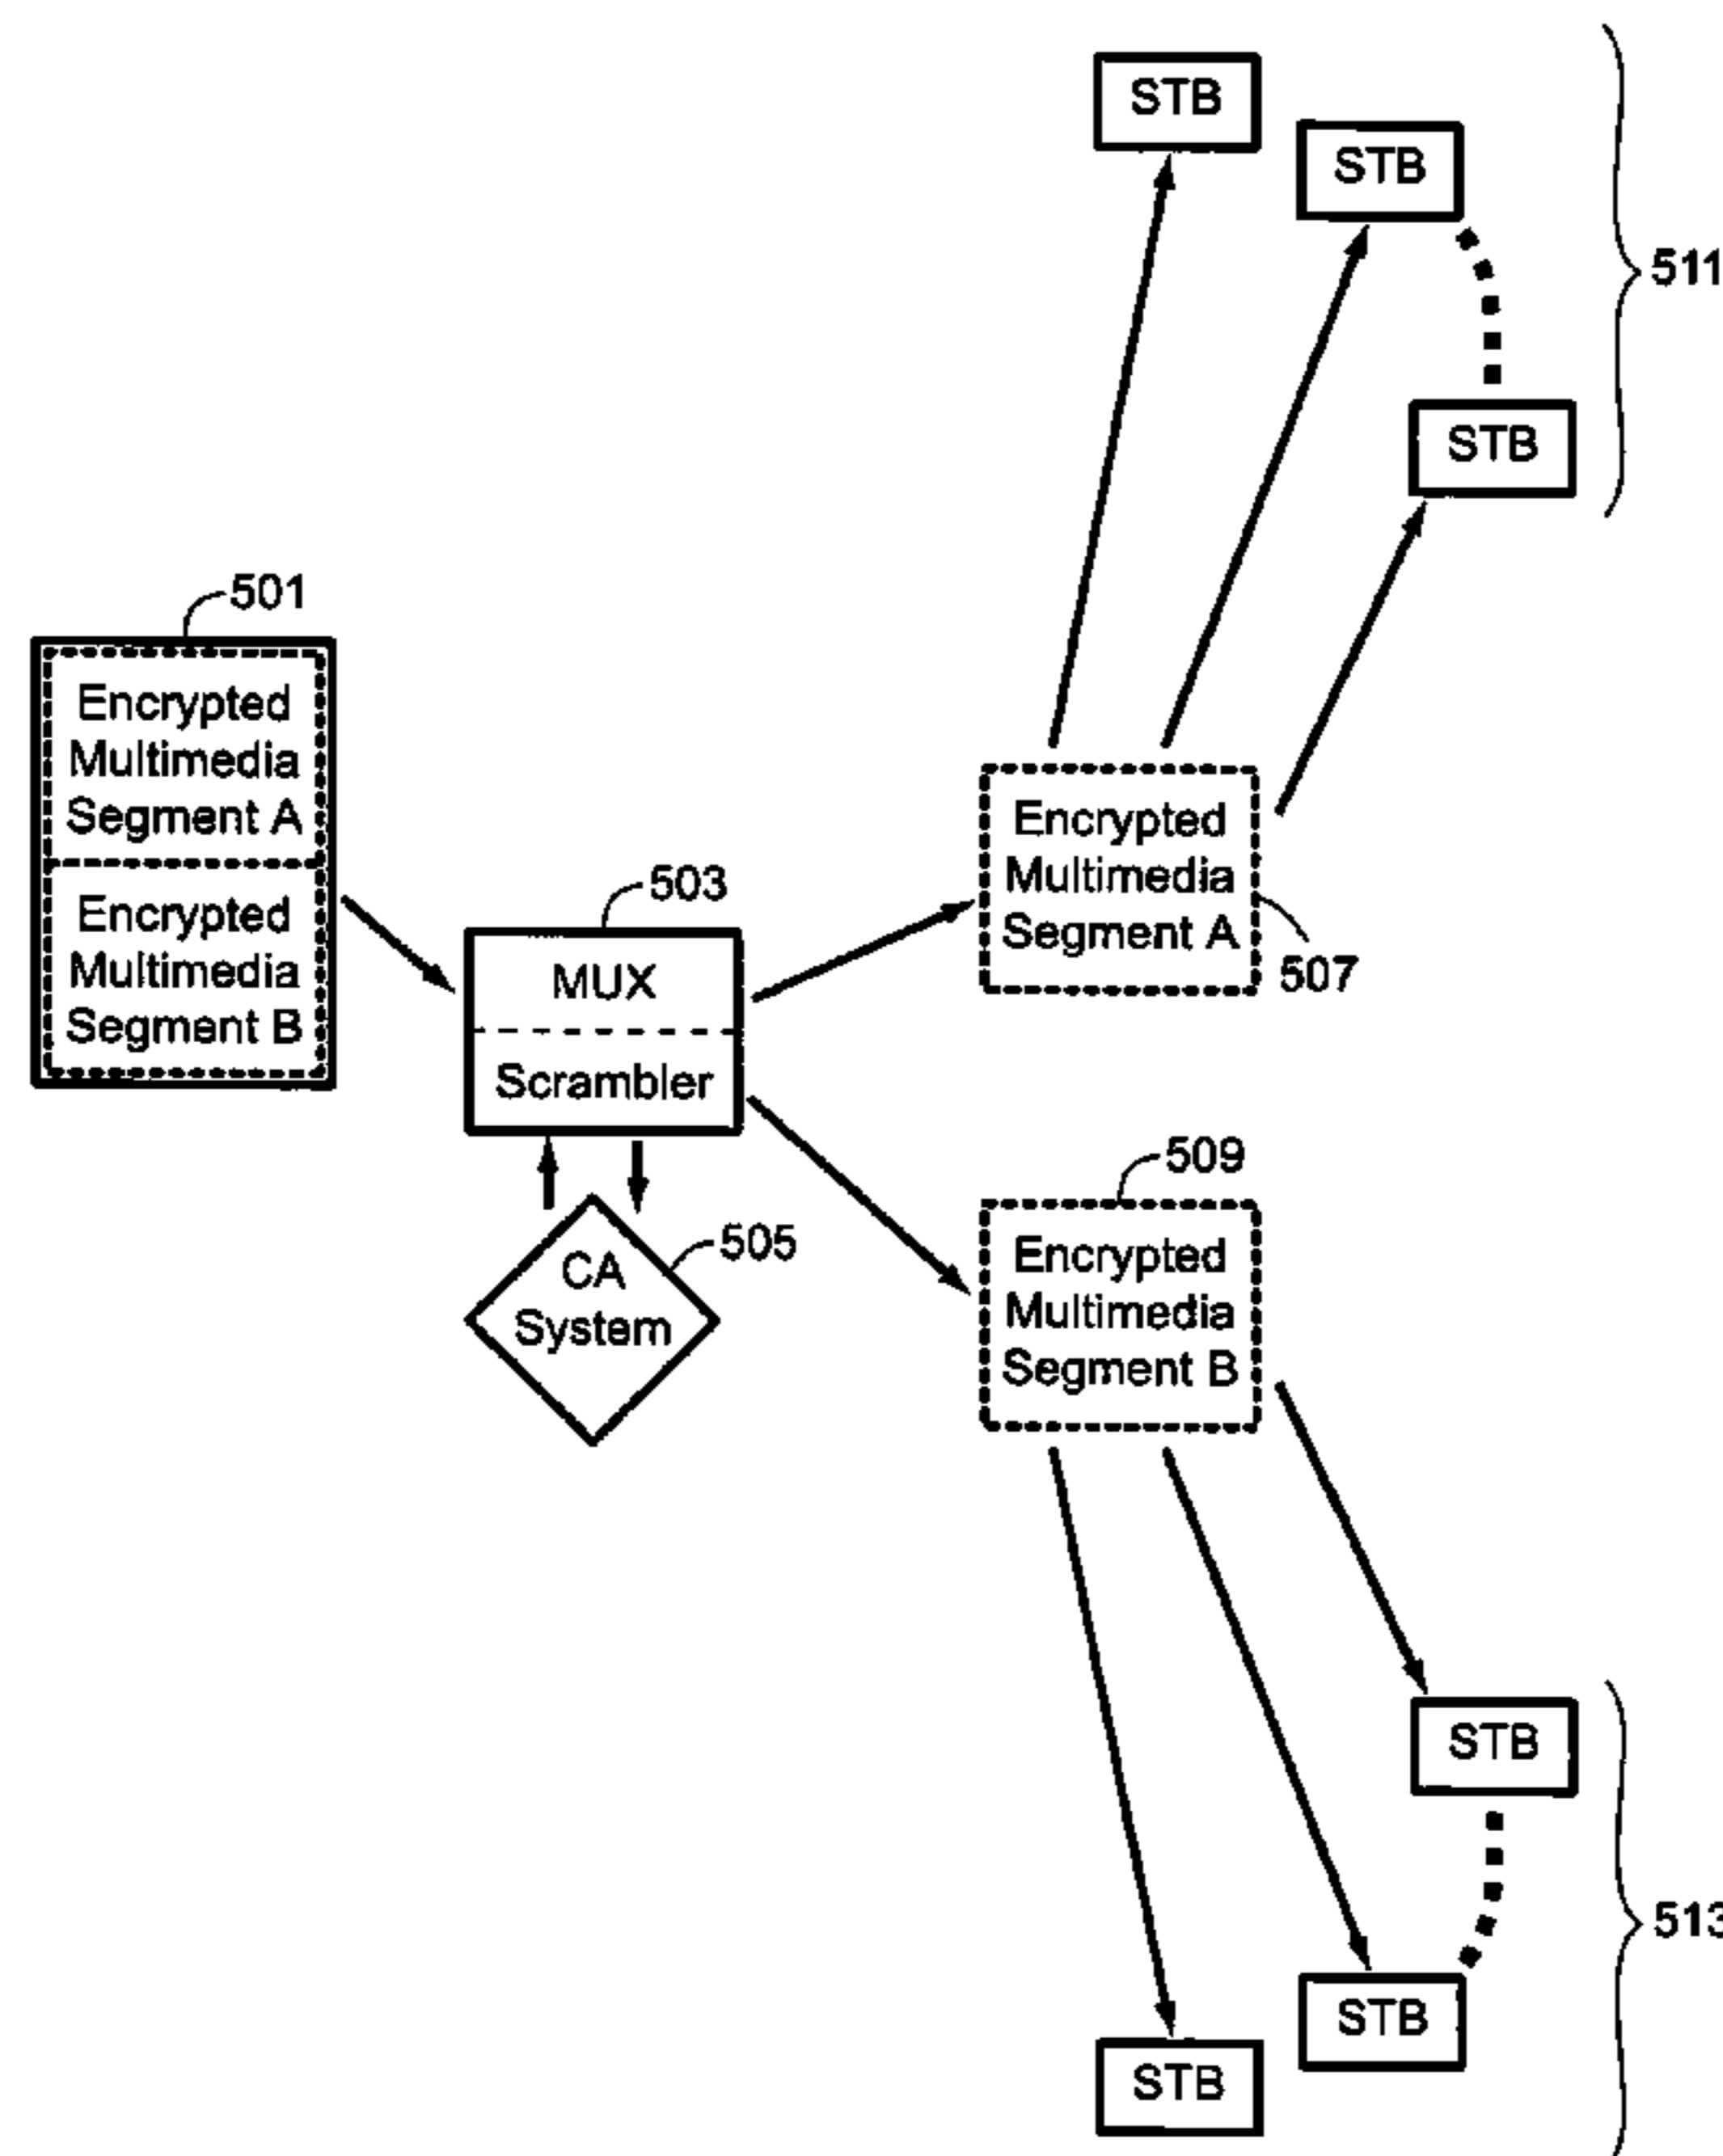 STB
STB
511
STB
501
Encrypted
Multimedia
Segment A
Encrypted
Multimedia
Segment B
503
MUX
Scrambler
Encrypted
Multimedia
Segment A
507
505
CA
System
509
Encrypted
Multimedia
Segment B
STB
513
STB
STB